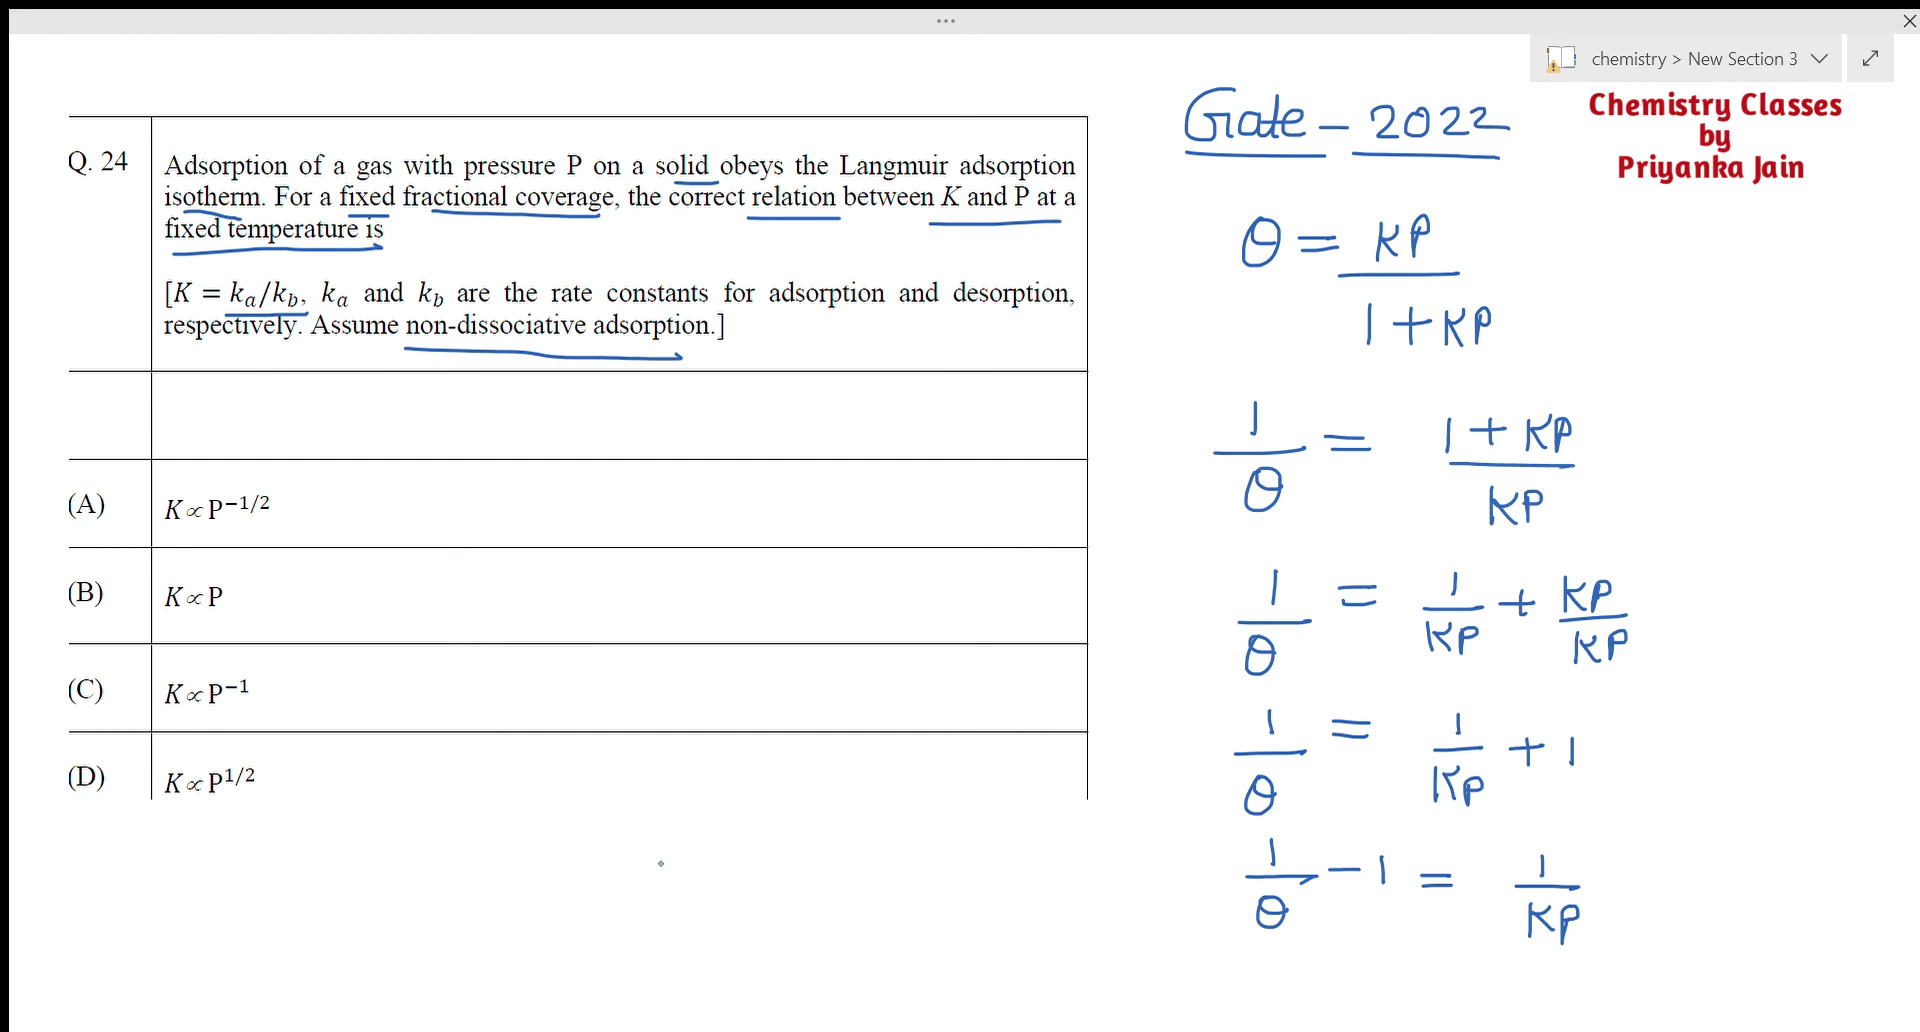 ...
chemistry > New Section 3
Chemistry Classes
by
Priyanka Jain
Gate - 2022
Q. 24
Adsorption of a gas with pressure P on a solid obeys the Langmuir adsorption
isotherm. For a fixed fractional coverage, the correct relation between K and P at a
fixed temperature is
[K = kₐ/k_b, kₐ and k_b are the rate constants for adsorption and desorption,
respectively. Assume non-dissociative adsorption.]
(A) K ∝ P⁻¹/²
(B) K ∝ P
(C) K ∝ P⁻¹
(D) K ∝ P¹/²
θ = KP / 1 + KP
1/θ = 1 + KP / KP
1/θ = 1/KP + KP/KP
1/θ = 1/KP + 1
1/θ - 1 = 1/KP